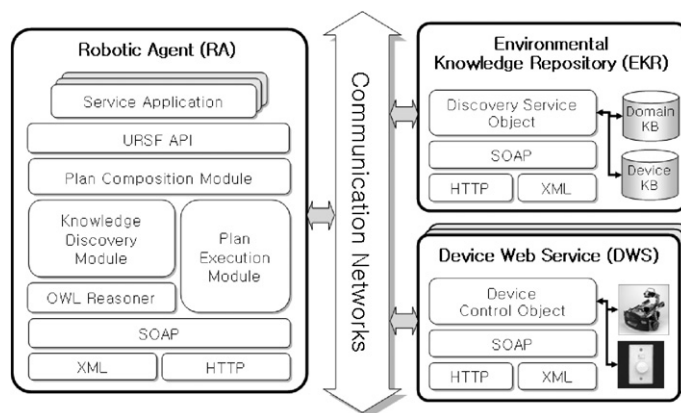 Robotic Agent (RA)
Service Application
URSF API
Plan Composition Module
Knowledge
Discovery
Module
Plan
Execution
Module
OWL Reasoner
SOAP
XML
HTTP
Communication Networks
Environmental
Knowledge Repository (EKR)
Discovery Service
Object
Domain
KB
SOAP
HTTP
XML
Device
KB
Device Web Service (DWS)
Device
Control Object
SOAP
HTTP
XML